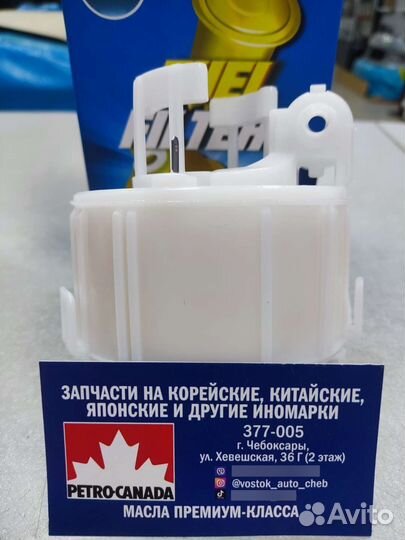 FUEL
FILTER
ЗАПЧАСТИ НА КОРЕЙСКИЕ, КИТАЙСКИЕ,
ЯПОНСКИЕ И ДРУГИЕ ИНОМАРКИ
377-005
г. Чебоксары,
ул. Хевешская, 36 Г (2 этаж)
@vostok_auto_cheb
PETRO-CANADA
МАСЛА ПРЕМИУМ-КЛАССА
Avito